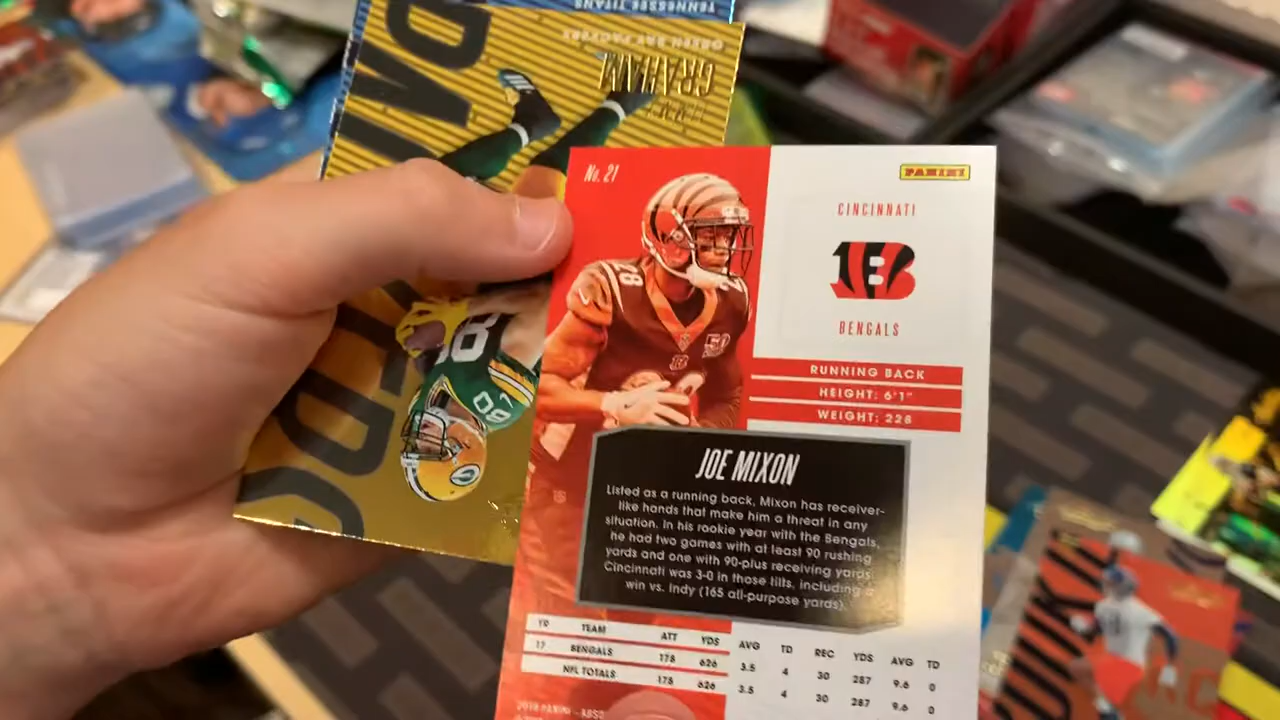 TENNESSEE TITANS
GREEN BAY PACKERS
GRAHAM
No. 21
PANINI
CINCINNATI
B
BENGALS
28
RUNNING BACK
HEIGHT: 6'1"
WEIGHT: 228
80
JOE MIXON
Listed as a running back, Mixon has receiver-
like hands that make him a threat in any
situation. In his rookie year with the Bengals,
he had two games with at least 90 rushing
yards and one with 90-plus receiving yards.
Cincinnati was 3-0 in those tilts, including a
win vs. Indy (165 all-purpose yards).
YR TEAM ATT YDS AVG TD REC YDS AVG TD
17 BENGALS 178 626 3.5 4 30 287 9.6 0
NFL TOTALS 178 626 3.5 4 30 287 9.6 0
2018 PANINI - ABSO